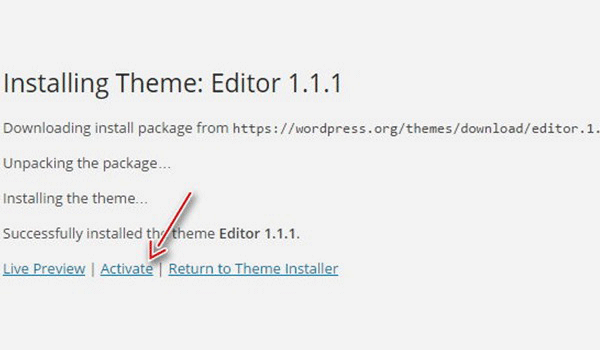 Installing Theme: Editor 1.1.1
Downloading install package from https://wordpress.org/themes/download/editor.1.
Unpacking the package…
Installing the theme…
Successfully installed the theme Editor 1.1.1.
Live Preview | Activate | Return to Theme Installer